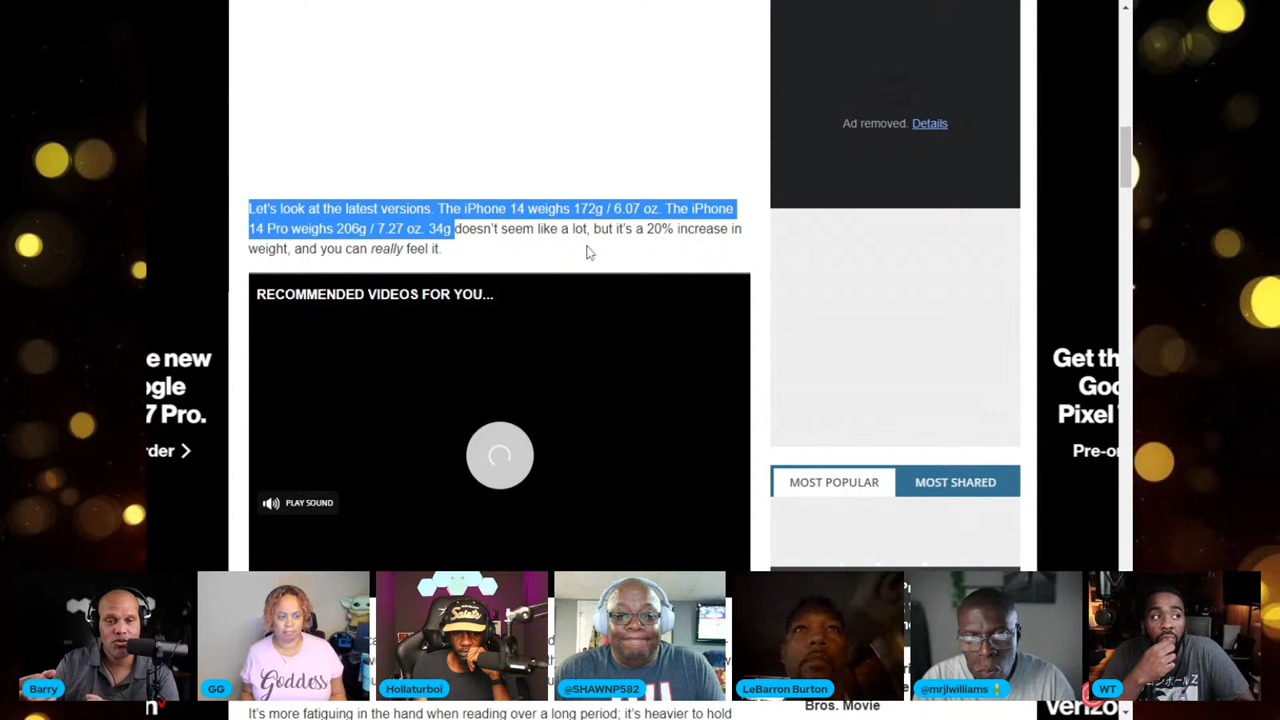 Ad removed. Details
Let's look at the latest versions. The iPhone 14 weighs 172g / 6.07 oz. The iPhone
14 Pro weighs 206g / 7.27 oz. 34g doesn't seem like a lot, but it's a 20% increase in
weight, and you can really feel it.
RECOMMENDED VIDEOS FOR YOU...
PLAY SOUND
e new
ogle
7 Pro.
rder >
Get th
Goo
Pixel
Pre-o
MOST POPULAR
MOST SHARED
Saints
Goddess
Barry
GG
Hollaturboi
@SHAWNP582
LeBarron Burton
@mrjlwilliams
WT
Bros. Movie
verizo
It's more fatiguing in the hand when reading over a long period; it's heavier to hold